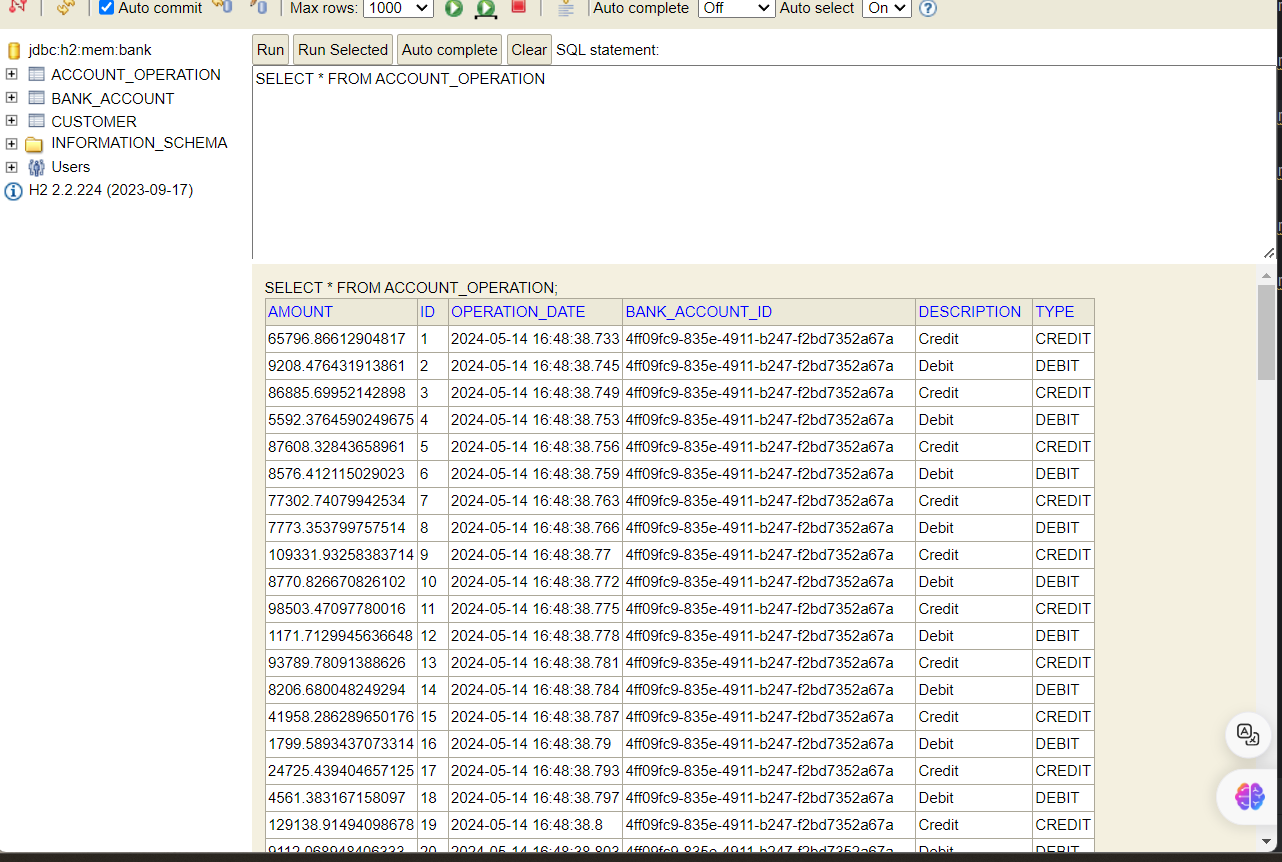 Auto commit Max rows: 1000 Auto complete Off Auto select On ?
jdbc:h2:mem:bank
ACCOUNT_OPERATION
BANK_ACCOUNT
CUSTOMER
INFORMATION_SCHEMA
Users
H2 2.2.224 (2023-09-17)
Run Run Selected Auto complete Clear SQL statement:
SELECT * FROM ACCOUNT_OPERATION
SELECT * FROM ACCOUNT_OPERATION;
AMOUNT ID OPERATION_DATE BANK_ACCOUNT_ID DESCRIPTION TYPE
65796.86612904817 1 2024-05-14 16:48:38.733 4ff09fc9-835e-4911-b247-f2bd7352a67a Credit CREDIT
9208.476431913861 2 2024-05-14 16:48:38.745 4ff09fc9-835e-4911-b247-f2bd7352a67a Debit DEBIT
86885.69952142898 3 2024-05-14 16:48:38.749 4ff09fc9-835e-4911-b247-f2bd7352a67a Credit CREDIT
5592.3764590249675 4 2024-05-14 16:48:38.753 4ff09fc9-835e-4911-b247-f2bd7352a67a Debit DEBIT
87608.32843658961 5 2024-05-14 16:48:38.756 4ff09fc9-835e-4911-b247-f2bd7352a67a Credit CREDIT
8576.412115029023 6 2024-05-14 16:48:38.759 4ff09fc9-835e-4911-b247-f2bd7352a67a Debit DEBIT
77302.74079942534 7 2024-05-14 16:48:38.763 4ff09fc9-835e-4911-b247-f2bd7352a67a Credit CREDIT
7773.353799757514 8 2024-05-14 16:48:38.766 4ff09fc9-835e-4911-b247-f2bd7352a67a Debit DEBIT
109331.93258383714 9 2024-05-14 16:48:38.77 4ff09fc9-835e-4911-b247-f2bd7352a67a Credit CREDIT
8770.826670826102 10 2024-05-14 16:48:38.772 4ff09fc9-835e-4911-b247-f2bd7352a67a Debit DEBIT
98503.47097780016 11 2024-05-14 16:48:38.775 4ff09fc9-835e-4911-b247-f2bd7352a67a Credit CREDIT
1171.7129945636648 12 2024-05-14 16:48:38.778 4ff09fc9-835e-4911-b247-f2bd7352a67a Debit DEBIT
93789.78091388626 13 2024-05-14 16:48:38.781 4ff09fc9-835e-4911-b247-f2bd7352a67a Credit CREDIT
8206.680048249294 14 2024-05-14 16:48:38.784 4ff09fc9-835e-4911-b247-f2bd7352a67a Debit DEBIT
41958.286289650176 15 2024-05-14 16:48:38.787 4ff09fc9-835e-4911-b247-f2bd7352a67a Credit CREDIT
1799.5893437073314 16 2024-05-14 16:48:38.79 4ff09fc9-835e-4911-b247-f2bd7352a67a Debit DEBIT
24725.439404657125 17 2024-05-14 16:48:38.793 4ff09fc9-835e-4911-b247-f2bd7352a67a Credit CREDIT
4561.383167158097 18 2024-05-14 16:48:38.797 4ff09fc9-835e-4911-b247-f2bd7352a67a Debit DEBIT
129138.91494098678 19 2024-05-14 16:48:38.8 4ff09fc9-835e-4911-b247-f2bd7352a67a Credit CREDIT